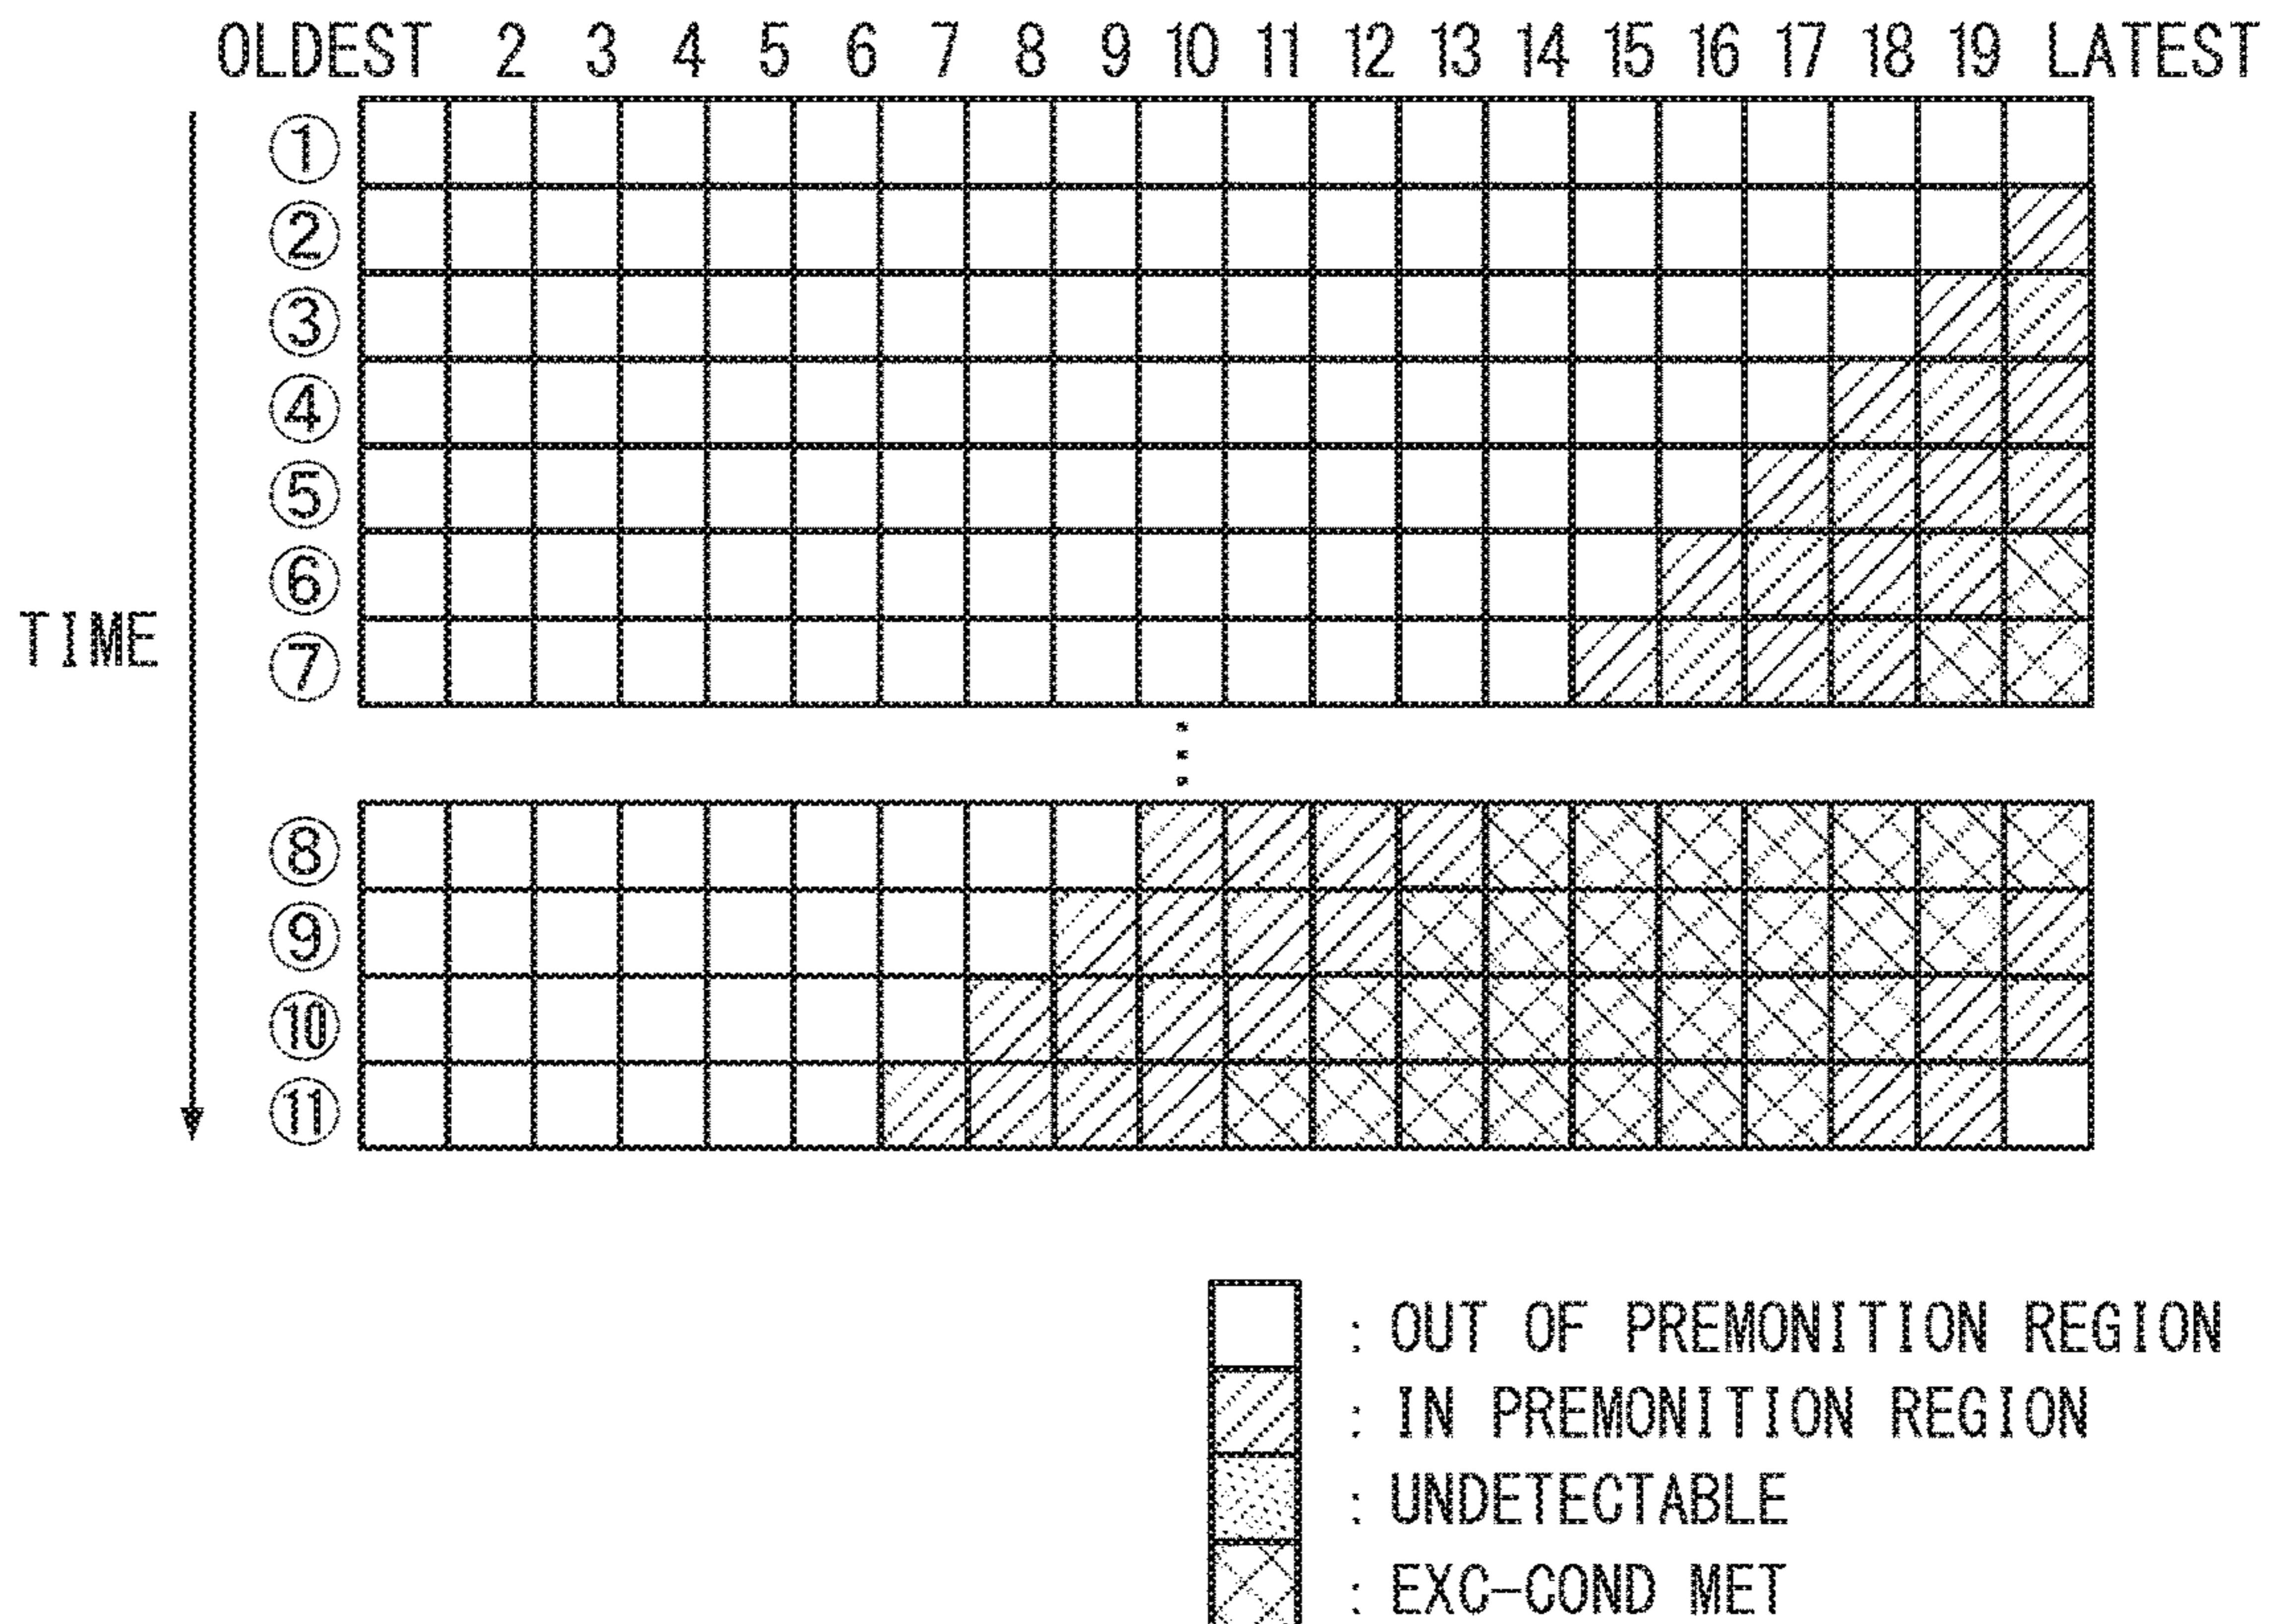 OLDEST 2 3 4 5 6 7 8 9 10 11 12 13 14 15 16 17 18 19 LATEST
①
②
③
④
⑤
⑥
TIME
⑦
⑧
⑨
⑩
⑪
: OUT OF PREMONITION REGION
: IN PREMONITION REGION
: UNDETECTABLE
: EXC-COND MET